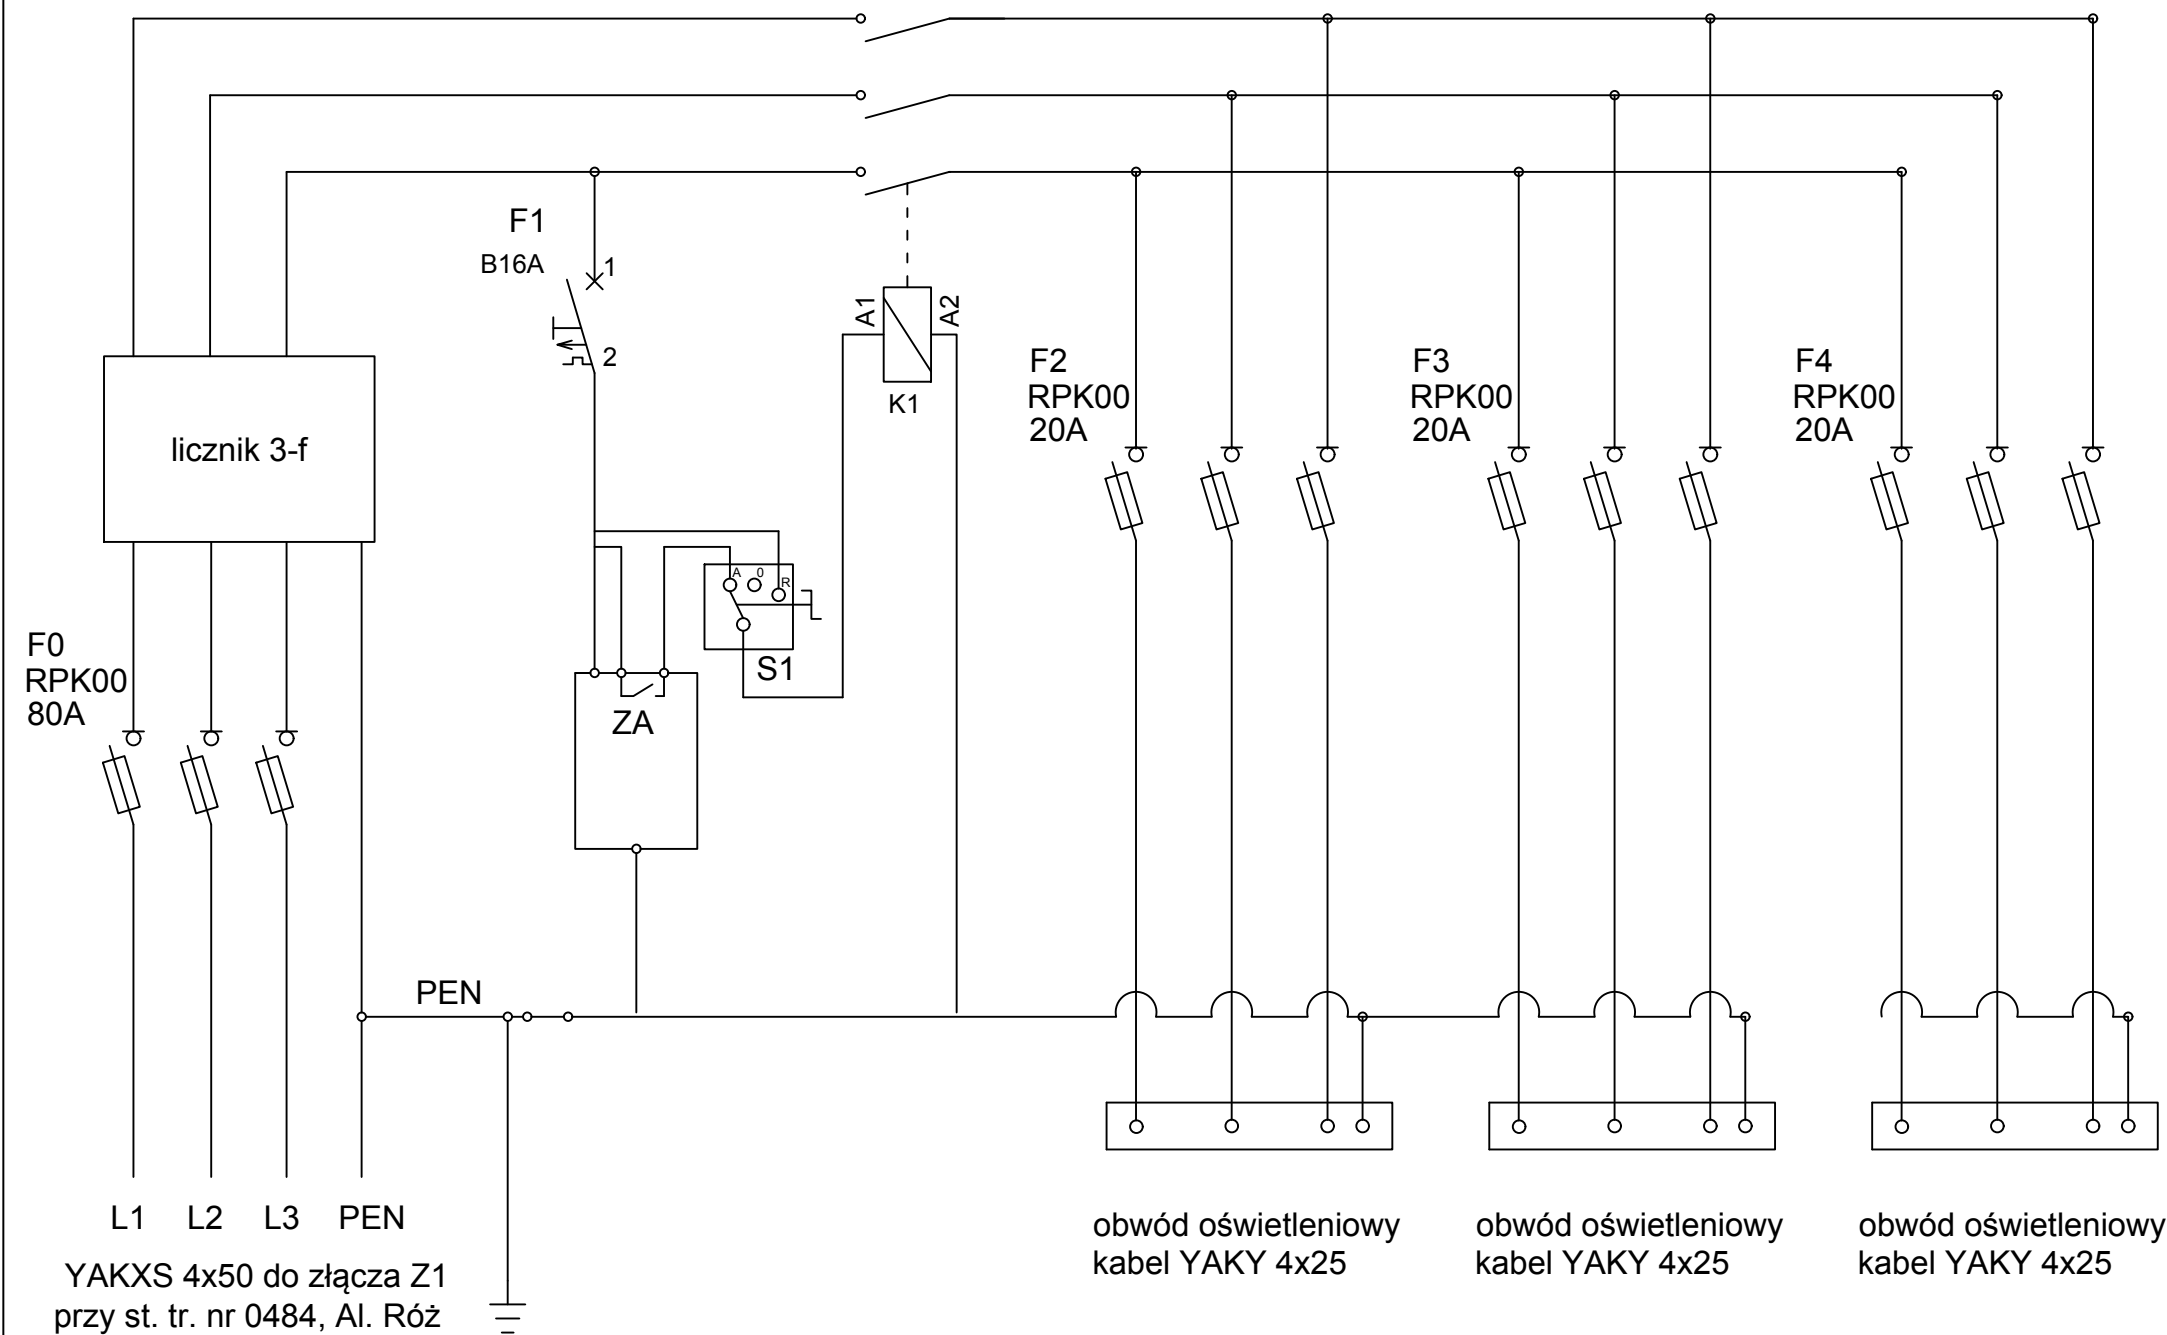 F1
B16A
1
2
A1
A2
K1
licznik 3-f
F2
RPK00
20A
F3
RPK00
20A
F4
RPK00
20A
A 0 R
S1
ZA
F0
RPK00
80A
PEN
L1 L2 L3 PEN
YAKXS 4x50 do złącza Z1
przy st. tr. nr 0484, Al. Róż
obwód oświetleniowy
kabel YAKY 4x25
obwód oświetleniowy
kabel YAKY 4x25
obwód oświetleniowy
kabel YAKY 4x25